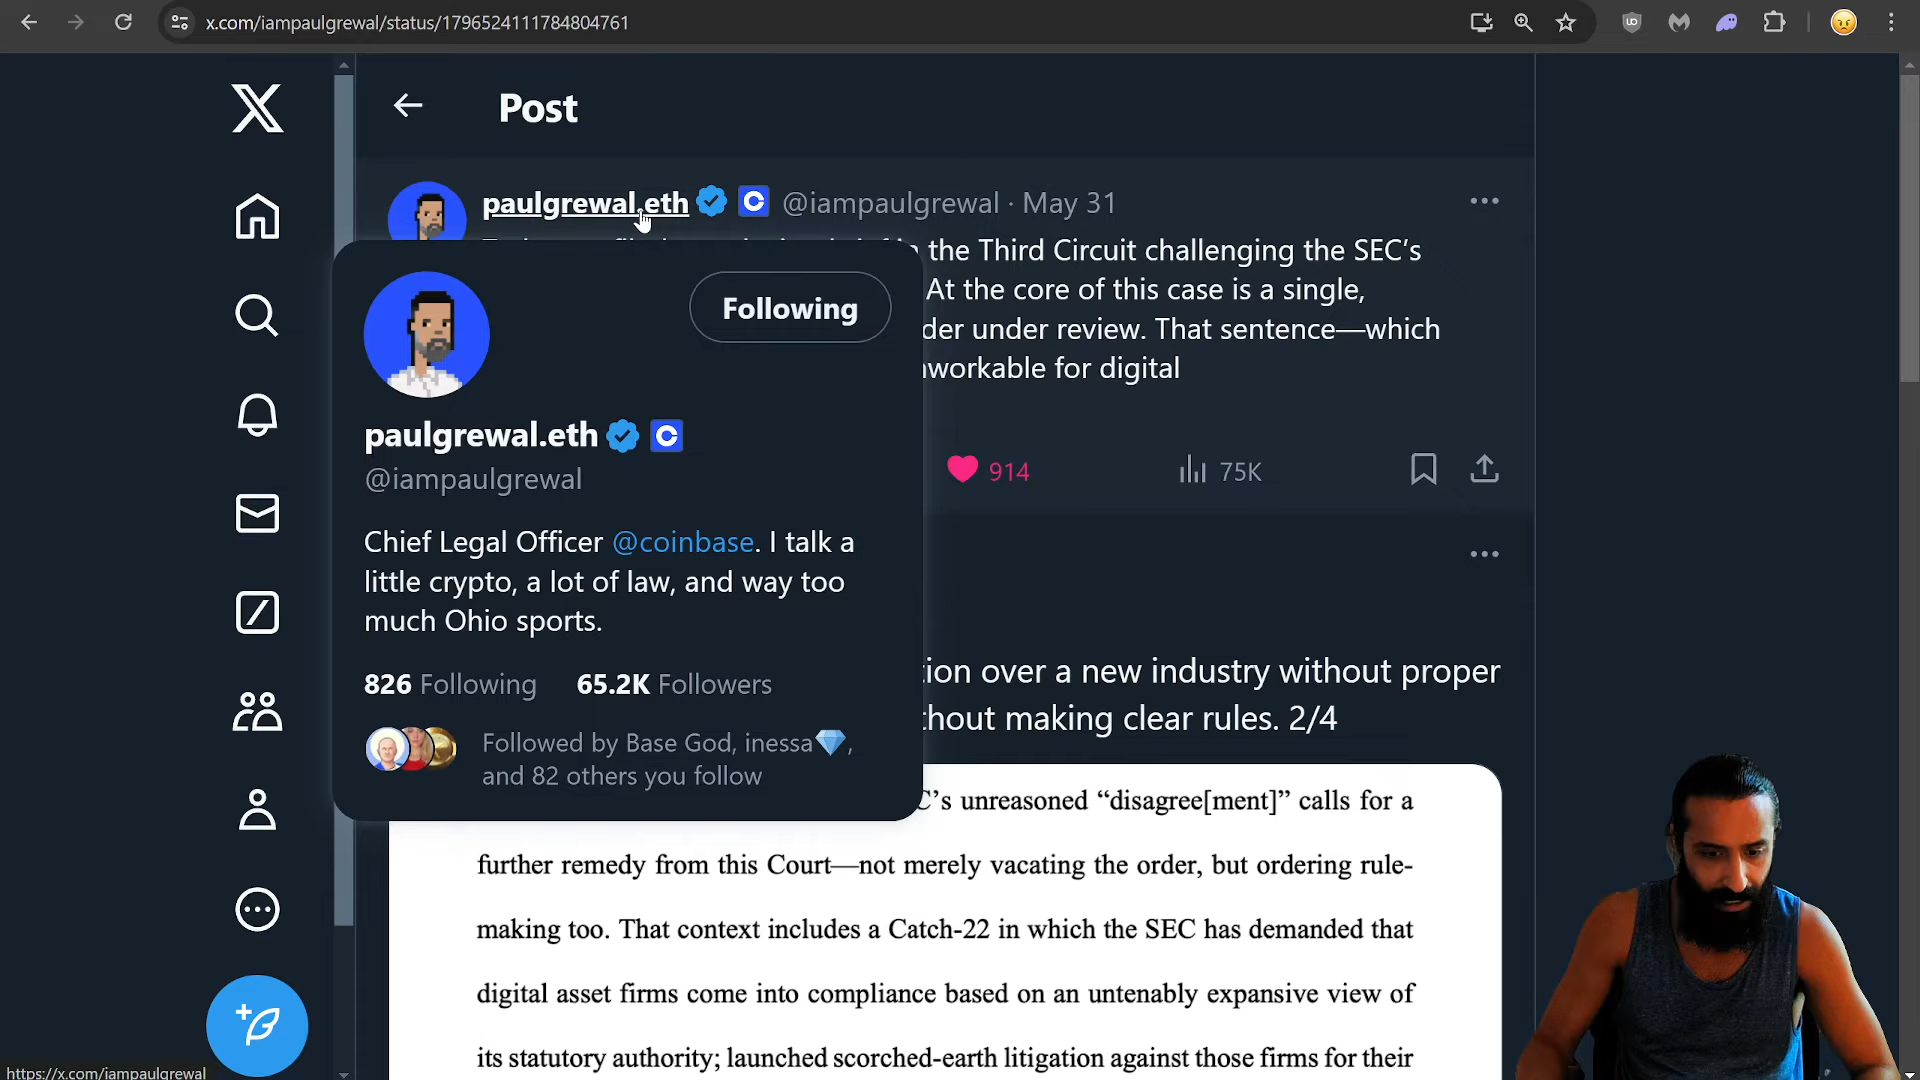 x.com/iampaulgrewal/status/1796524111784804761
Post
paulgrewal.eth @iampaulgrewal · May 31
in the Third Circuit challenging the SEC’s
At the core of this case is a single,
under review. That sentence—which
for digital
914 75K
Following
paulgrewal.eth
@iampaulgrewal
Chief Legal Officer @coinbase. I talk a
little crypto, a lot of law, and way too
much Ohio sports.
826 Following 65.2K Followers
Followed by Base God, inessa💎,
and 82 others you follow
over a new industry without proper
making clear rules. 2/4
unreasoned “disagree[ment]” calls for a
further remedy from this Court—not merely vacating the order, but ordering rule-
making too. That context includes a Catch-22 in which the SEC has demanded that
digital asset firms come into compliance based on an untenably expansive view of
its statutory authority; launched scorched-earth litigation against those firms for their
https://x.com/iampaulgrewal